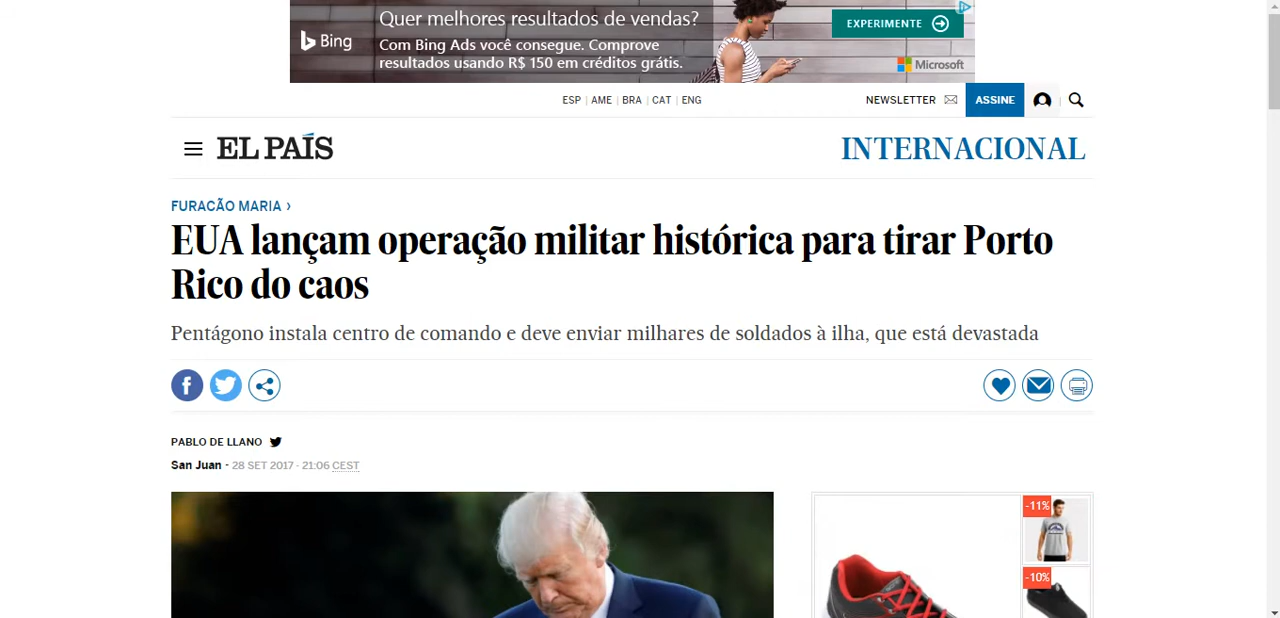 Quer melhores resultados de vendas?
Bing
Com Bing Ads você consegue. Comprove
resultados usando R$ 150 em créditos grátis.
EXPERIMENTE
Microsoft
ESP | AME | BRA | CAT | ENG
NEWSLETTER
ASSINE
EL PAÍS
INTERNACIONAL
FURACÃO MARIA ›
EUA lançam operação militar histórica para tirar Porto
Rico do caos
Pentágono instala centro de comando e deve enviar milhares de soldados à ilha, que está devastada
PABLO DE LLANO
San Juan - 28 SET 2017 - 21:06 CEST
-11%
-10%